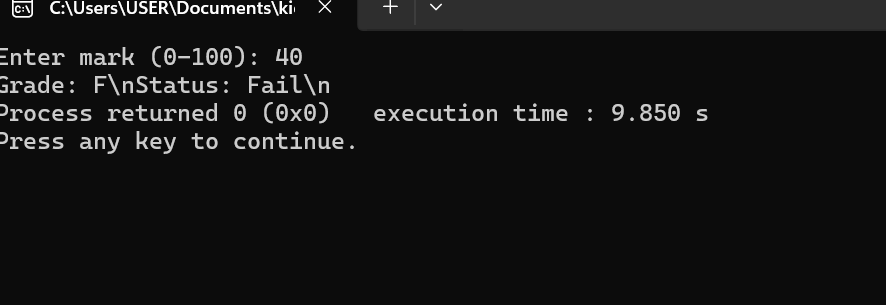 C:\Users\USER\Documents\ki
Enter mark (0-100): 40
Grade: F\nStatus: Fail\n
Process returned 0 (0x0)   execution time : 9.850 s
Press any key to continue.